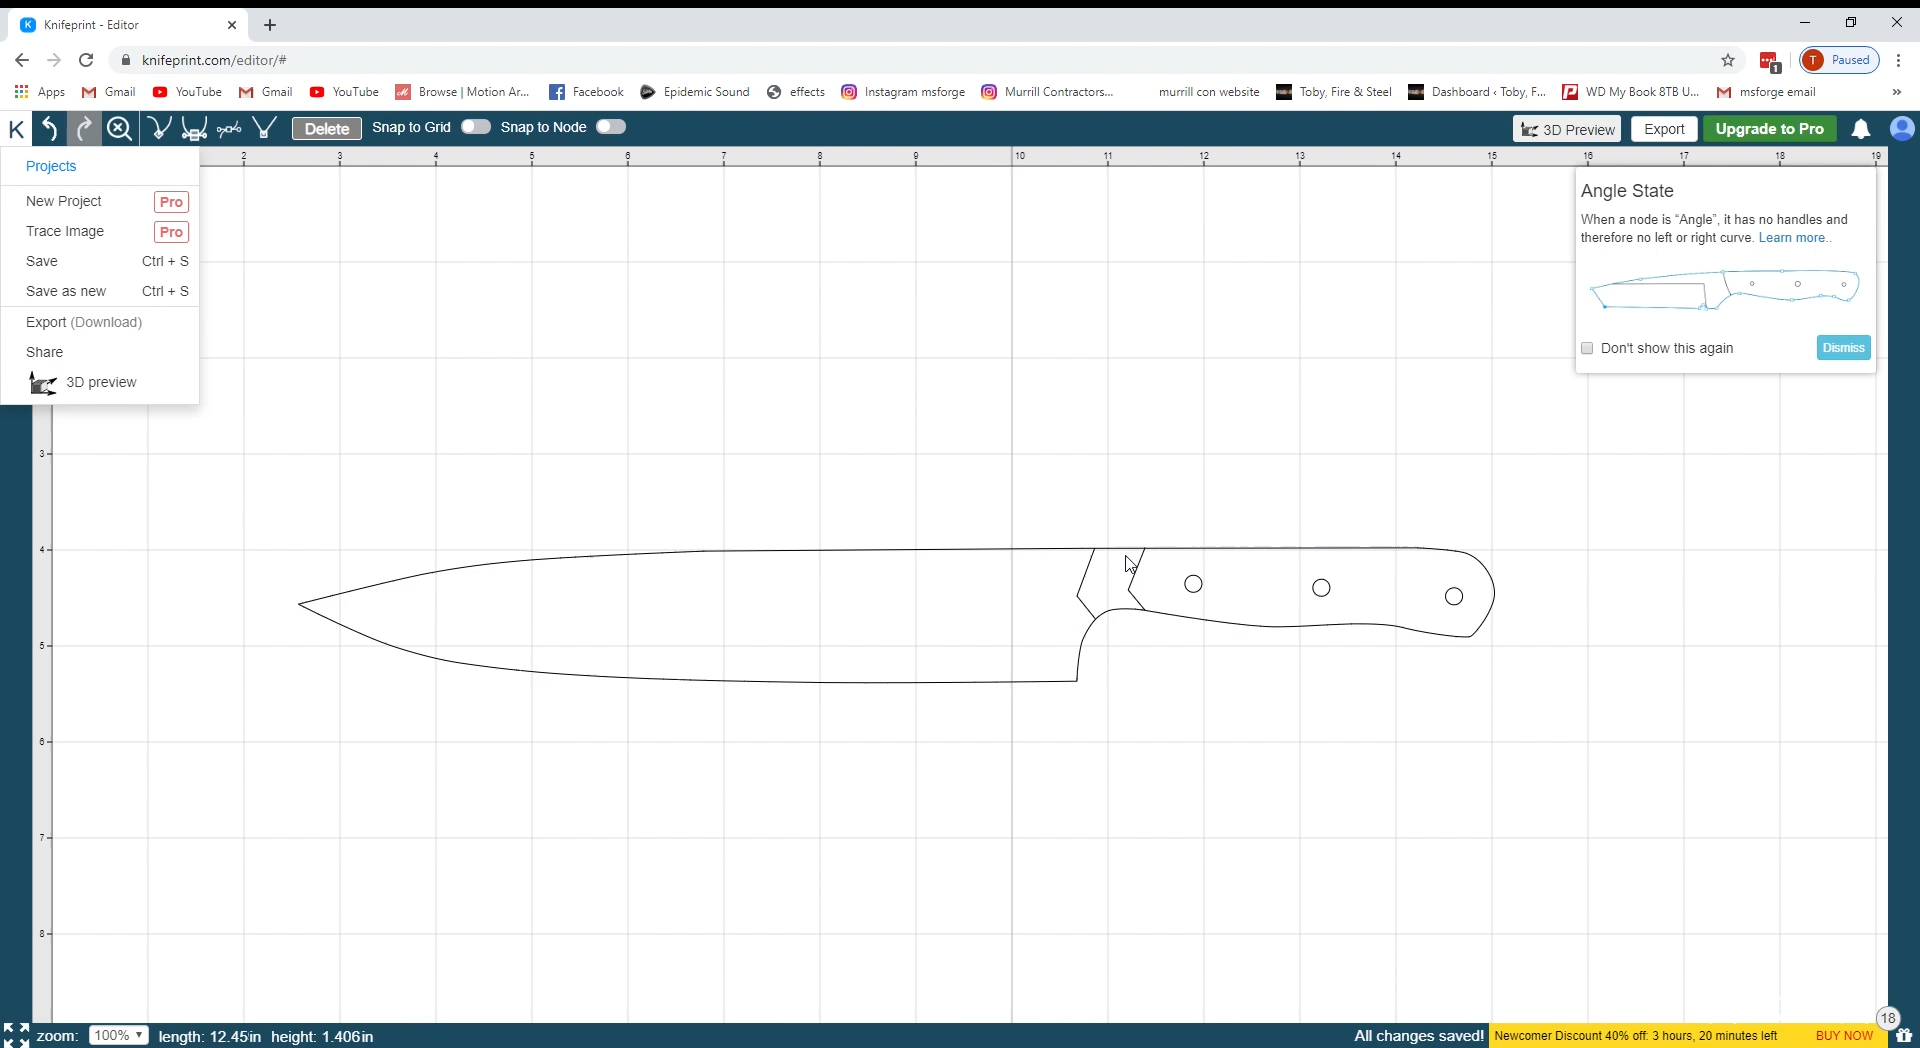 K Knifeprint - Editor
knifeprint.com/editor/#
T Paused
1
Apps Gmail YouTube Gmail YouTube Browse | Motion Ar... Facebook Epidemic Sound effects Instagram msforge Murrill Contractors... murrill con website Toby, Fire & Steel Dashboard ‹ Toby, F... WD My Book 8TB U... msforge email »
K Delete Snap to Grid Snap to Node 3D Preview Export Upgrade to Pro
2 3 4 5 6 7 8 9 10 11 12 13 14 15 16 17 18 19
Projects
New Project Pro
Trace Image Pro
Save Ctrl + S
Save as new Ctrl + S
Export (Download)
Share
3D preview
Angle State
When a node is “Angle”, it has no handles and
therefore no left or right curve. Learn more..
Don't show this again Dismiss
3
4
5
6
7
8
zoom: 100% length: 12.45in height: 1.406in All changes saved! Newcomer Discount 40% off: 3 hours, 20 minutes left BUY NOW
18